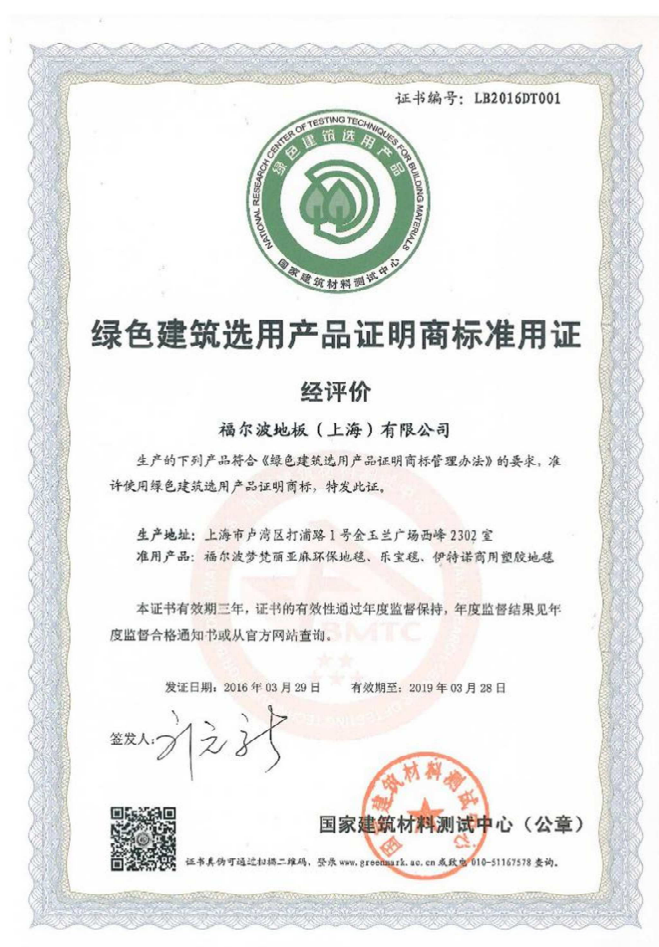 证书编号：LB2016DT001
NATIONAL RESEARCH CENTER OF TESTING TECHNIQUES FOR BUILDING MATERIALS
绿色建筑选用产品
国家建筑材料测试中心
绿色建筑选用产品证明商标准用证
经评价
福尔波地板（上海）有限公司
生产的下列产品符合《绿色建筑选用产品证明商标管理办法》的要求，准
许使用绿色建筑选用产品证明商标，特发此证。
生产地址：上海市卢湾区打浦路1号金玉兰广场西峰2302室
准用产品：福尔波梦梵丽亚麻环保地毯、乐宝毯、伊特诺商用塑胶地毯
本证书有效期三年，证书的有效性通过年度监督保持，年度监督结果见年
度监督合格通知书或从官方网站查询。
BMTC
发证日期：2016年03月29日 有效期至：2019年03月28日
签发人：
国家建筑材料测试中心
国家建筑材料测试中心（公章）
证书真伪可通过扫描二维码，登录www.greenmark.ac.cn或致电010-51167578查询。